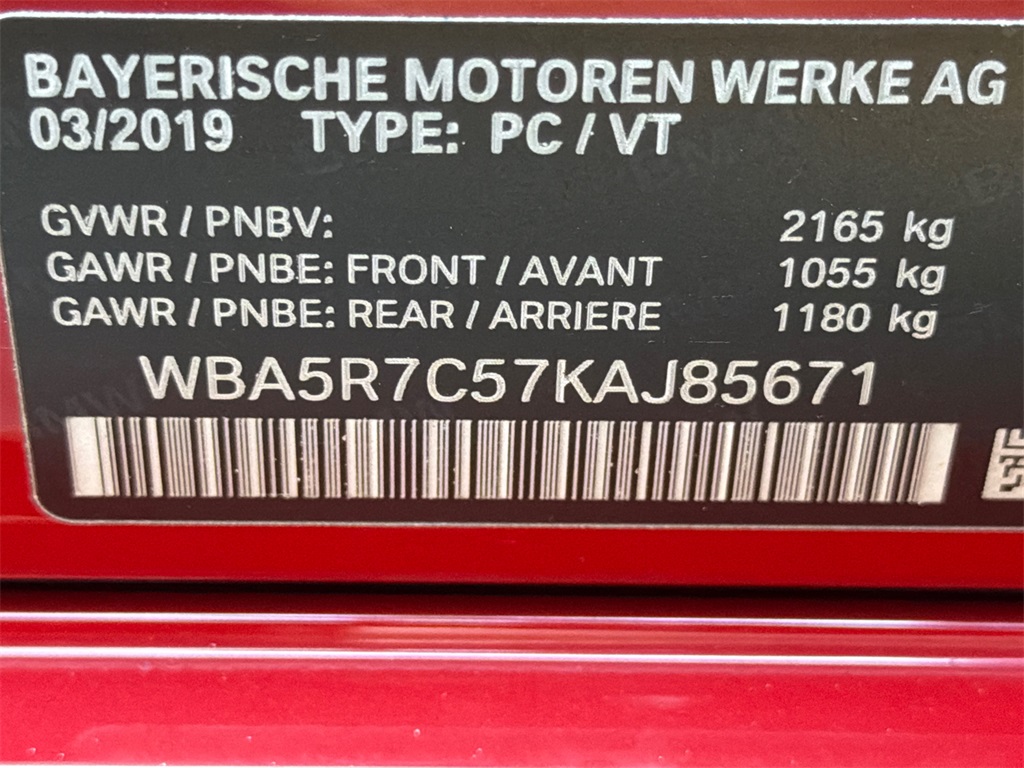 BAYERISCHE MOTOREN WERKE AG
03/2019 TYPE: PC / VT
GVWR / PNBV: 2165 kg
GAWR / PNBE: FRONT / AVANT 1055 kg
GAWR / PNBE: REAR / ARRIERE 1180 kg
WBA5R7C57KAJ85671